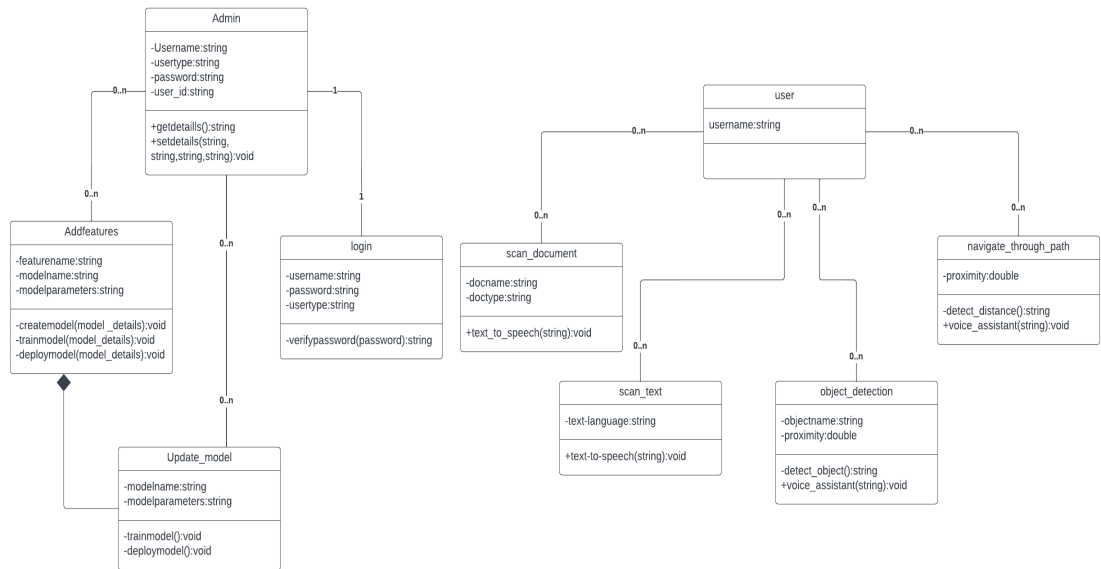 Admin
-Username:string
-usertype:string
-password:string
-user_id:string
+getdetaills():string
+setdetails(string,
string,string,string):void
0..n
1
0..n
1
0..n
0..n
Addfeatures
-featurename:string
-modelname:string
-modelparameters:string
-createmodel(model _details):void
-trainmodel(model_details):void
-deploymodel(model_details):void
login
-username:string
-password:string
-usertype:string
-verifypassword(password):string
Update_model
-modelname:string
-modelparameters:string
-trainmodel():void
-deploymodel():void
user
username:string
0..n
0..n
0..n
0..n
0..n
0..n
0..n
0..n
scan_document
-docname:string
-doctype:string
+text_to_speech(string):void
scan_text
-text-language:string
+text-to-speech(string):void
object_detection
-objectname:string
-proximity:double
-detect_object():string
+voice_assistant(string):void
navigate_through_path
-proximity:double
-detect_distance():string
+voice_assistant(string):void